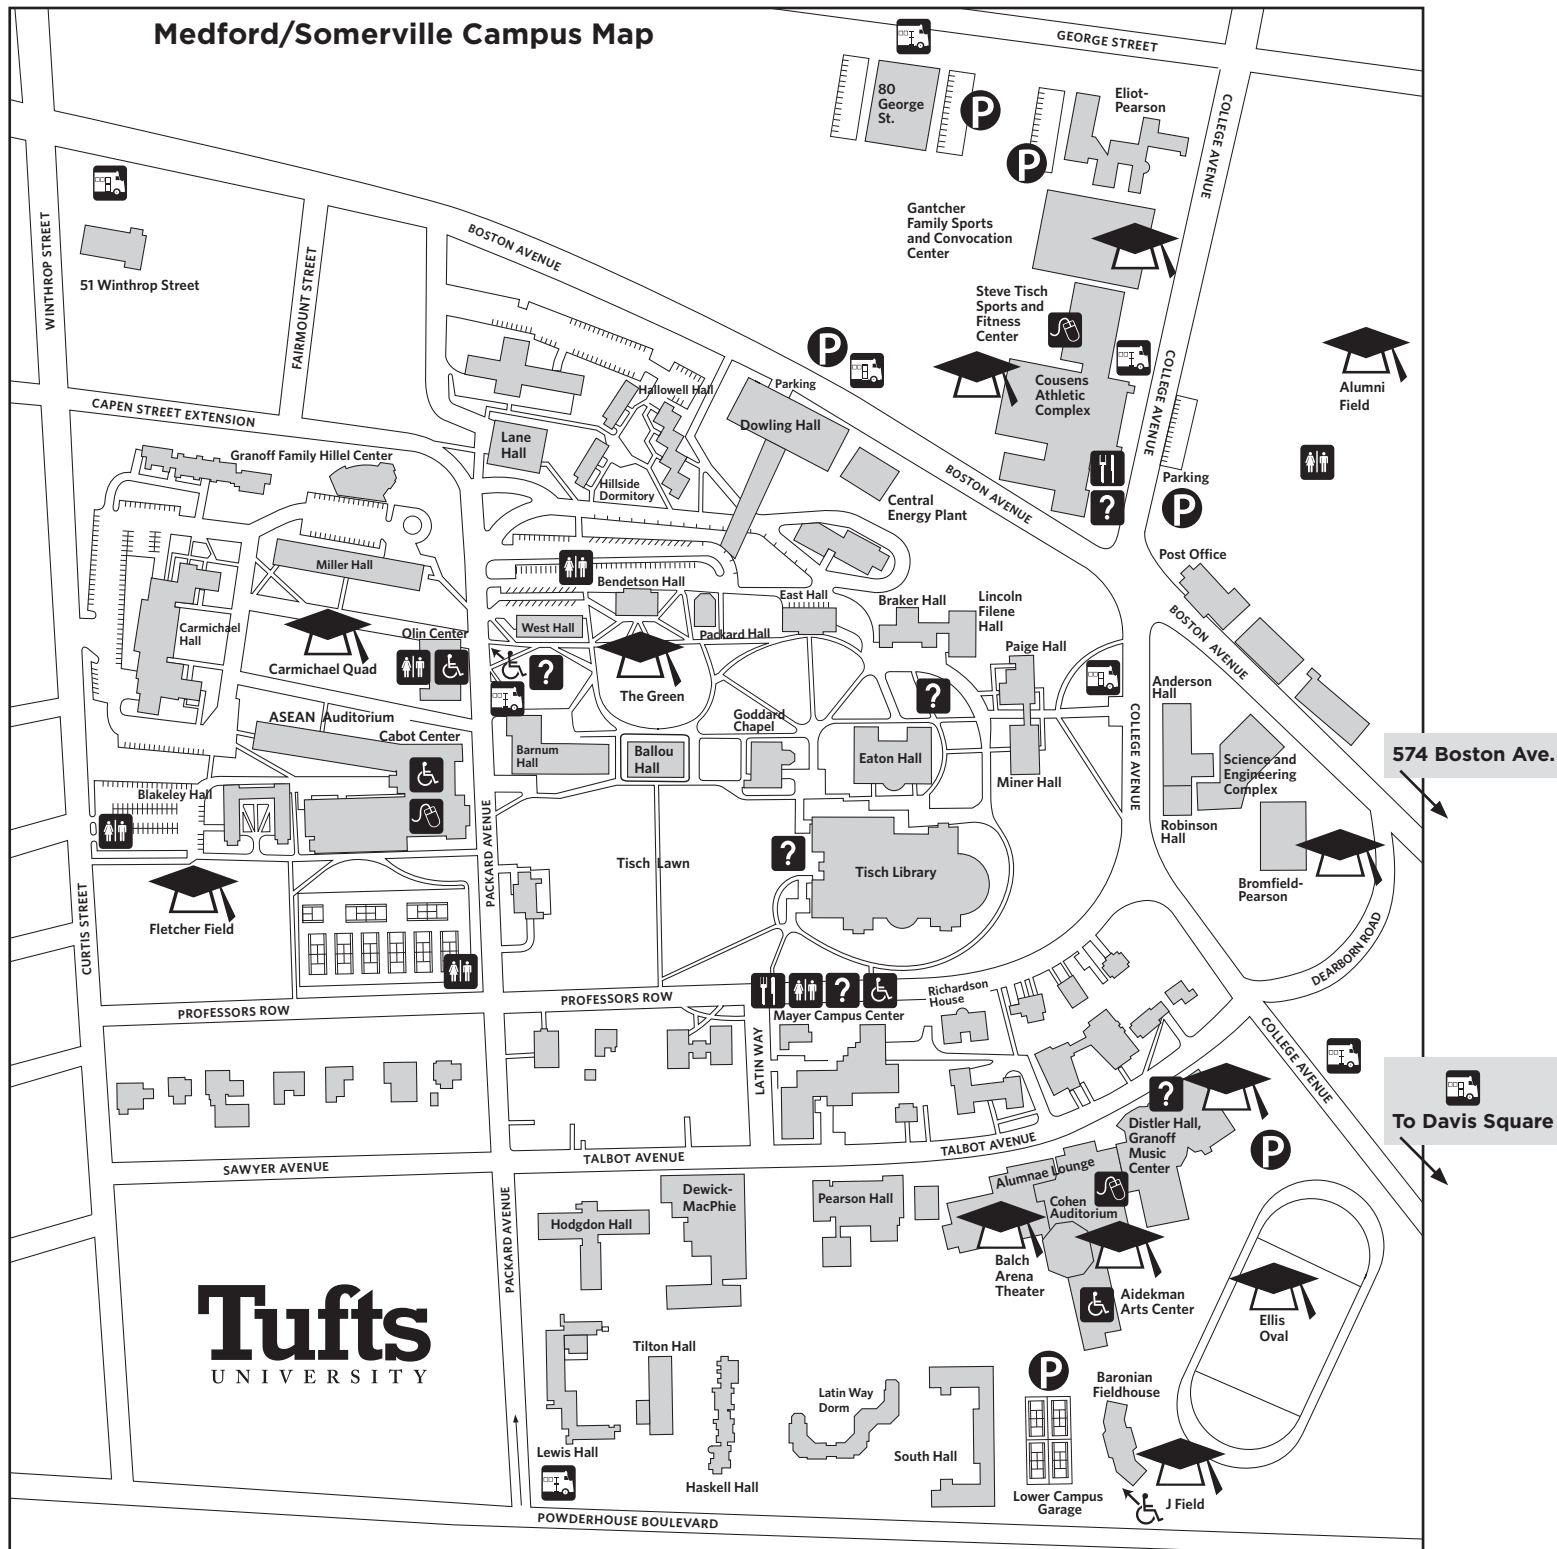 Medford/Somerville Campus Map
GEORGE STREET
80
George
St.
P
Eliot-
Pearson
P
COLLEGE AVENUE
WINTHROP STREET
51 Winthrop Street
FAIRMOUNT STREET
BOSTON AVENUE
Gantcher
Family Sports
and Convocation
Center
Steve Tisch
Sports and
Fitness
Center
P
Cousens
Athletic
Complex
COLLEGE AVENUE
Alumni
Field
CAPEN STREET EXTENSION
Hallowell Hall
Parking
Dowling Hall
Lane
Hall
Granoff Family Hillel Center
Hillside
Dormitory
Central
Energy Plant
BOSTON AVENUE
?
Parking
P
Post Office
Miller Hall
Bendetson Hall
East Hall
Braker Hall
Lincoln
Filene
Hall
BOSTON AVENUE
Carmichael
Hall
Olin Center
West Hall
Packard Hall
Paige Hall
Carmichael Quad
?
The Green
?
Anderson
Hall
ASEAN Auditorium
Cabot Center
Barnum
Hall
Ballou
Hall
Goddard
Chapel
Eaton Hall
Miner Hall
COLLEGE AVENUE
Science and
Engineering
Complex
574 Boston Ave.
Blakeley Hall
PACKARD AVENUE
Robinson
Hall
?
Tisch Lawn
Tisch Library
Bromfield-
Pearson
CURTIS STREET
Fletcher Field
DEARBORN ROAD
PROFESSORS ROW
PROFESSORS ROW
?
Mayer Campus Center
Richardson
House
LATIN WAY
COLLEGE AVENUE
To Davis Square
?
Distler Hall,
Granoff
Music
Center
P
SAWYER AVENUE
TALBOT AVENUE
TALBOT AVENUE
Alumnae Lounge
Dewick-
MacPhie
Pearson Hall
Cohen
Auditorium
Hodgdon Hall
PACKARD AVENUE
Balch
Arena
Theater
Aidekman
Arts Center
Ellis
Oval
Tufts
UNIVERSITY
Tilton Hall
P
Baronian
Fieldhouse
Latin Way
Dorm
Lewis Hall
Haskell Hall
South Hall
Lower Campus
Garage
J Field
POWDERHOUSE BOULEVARD